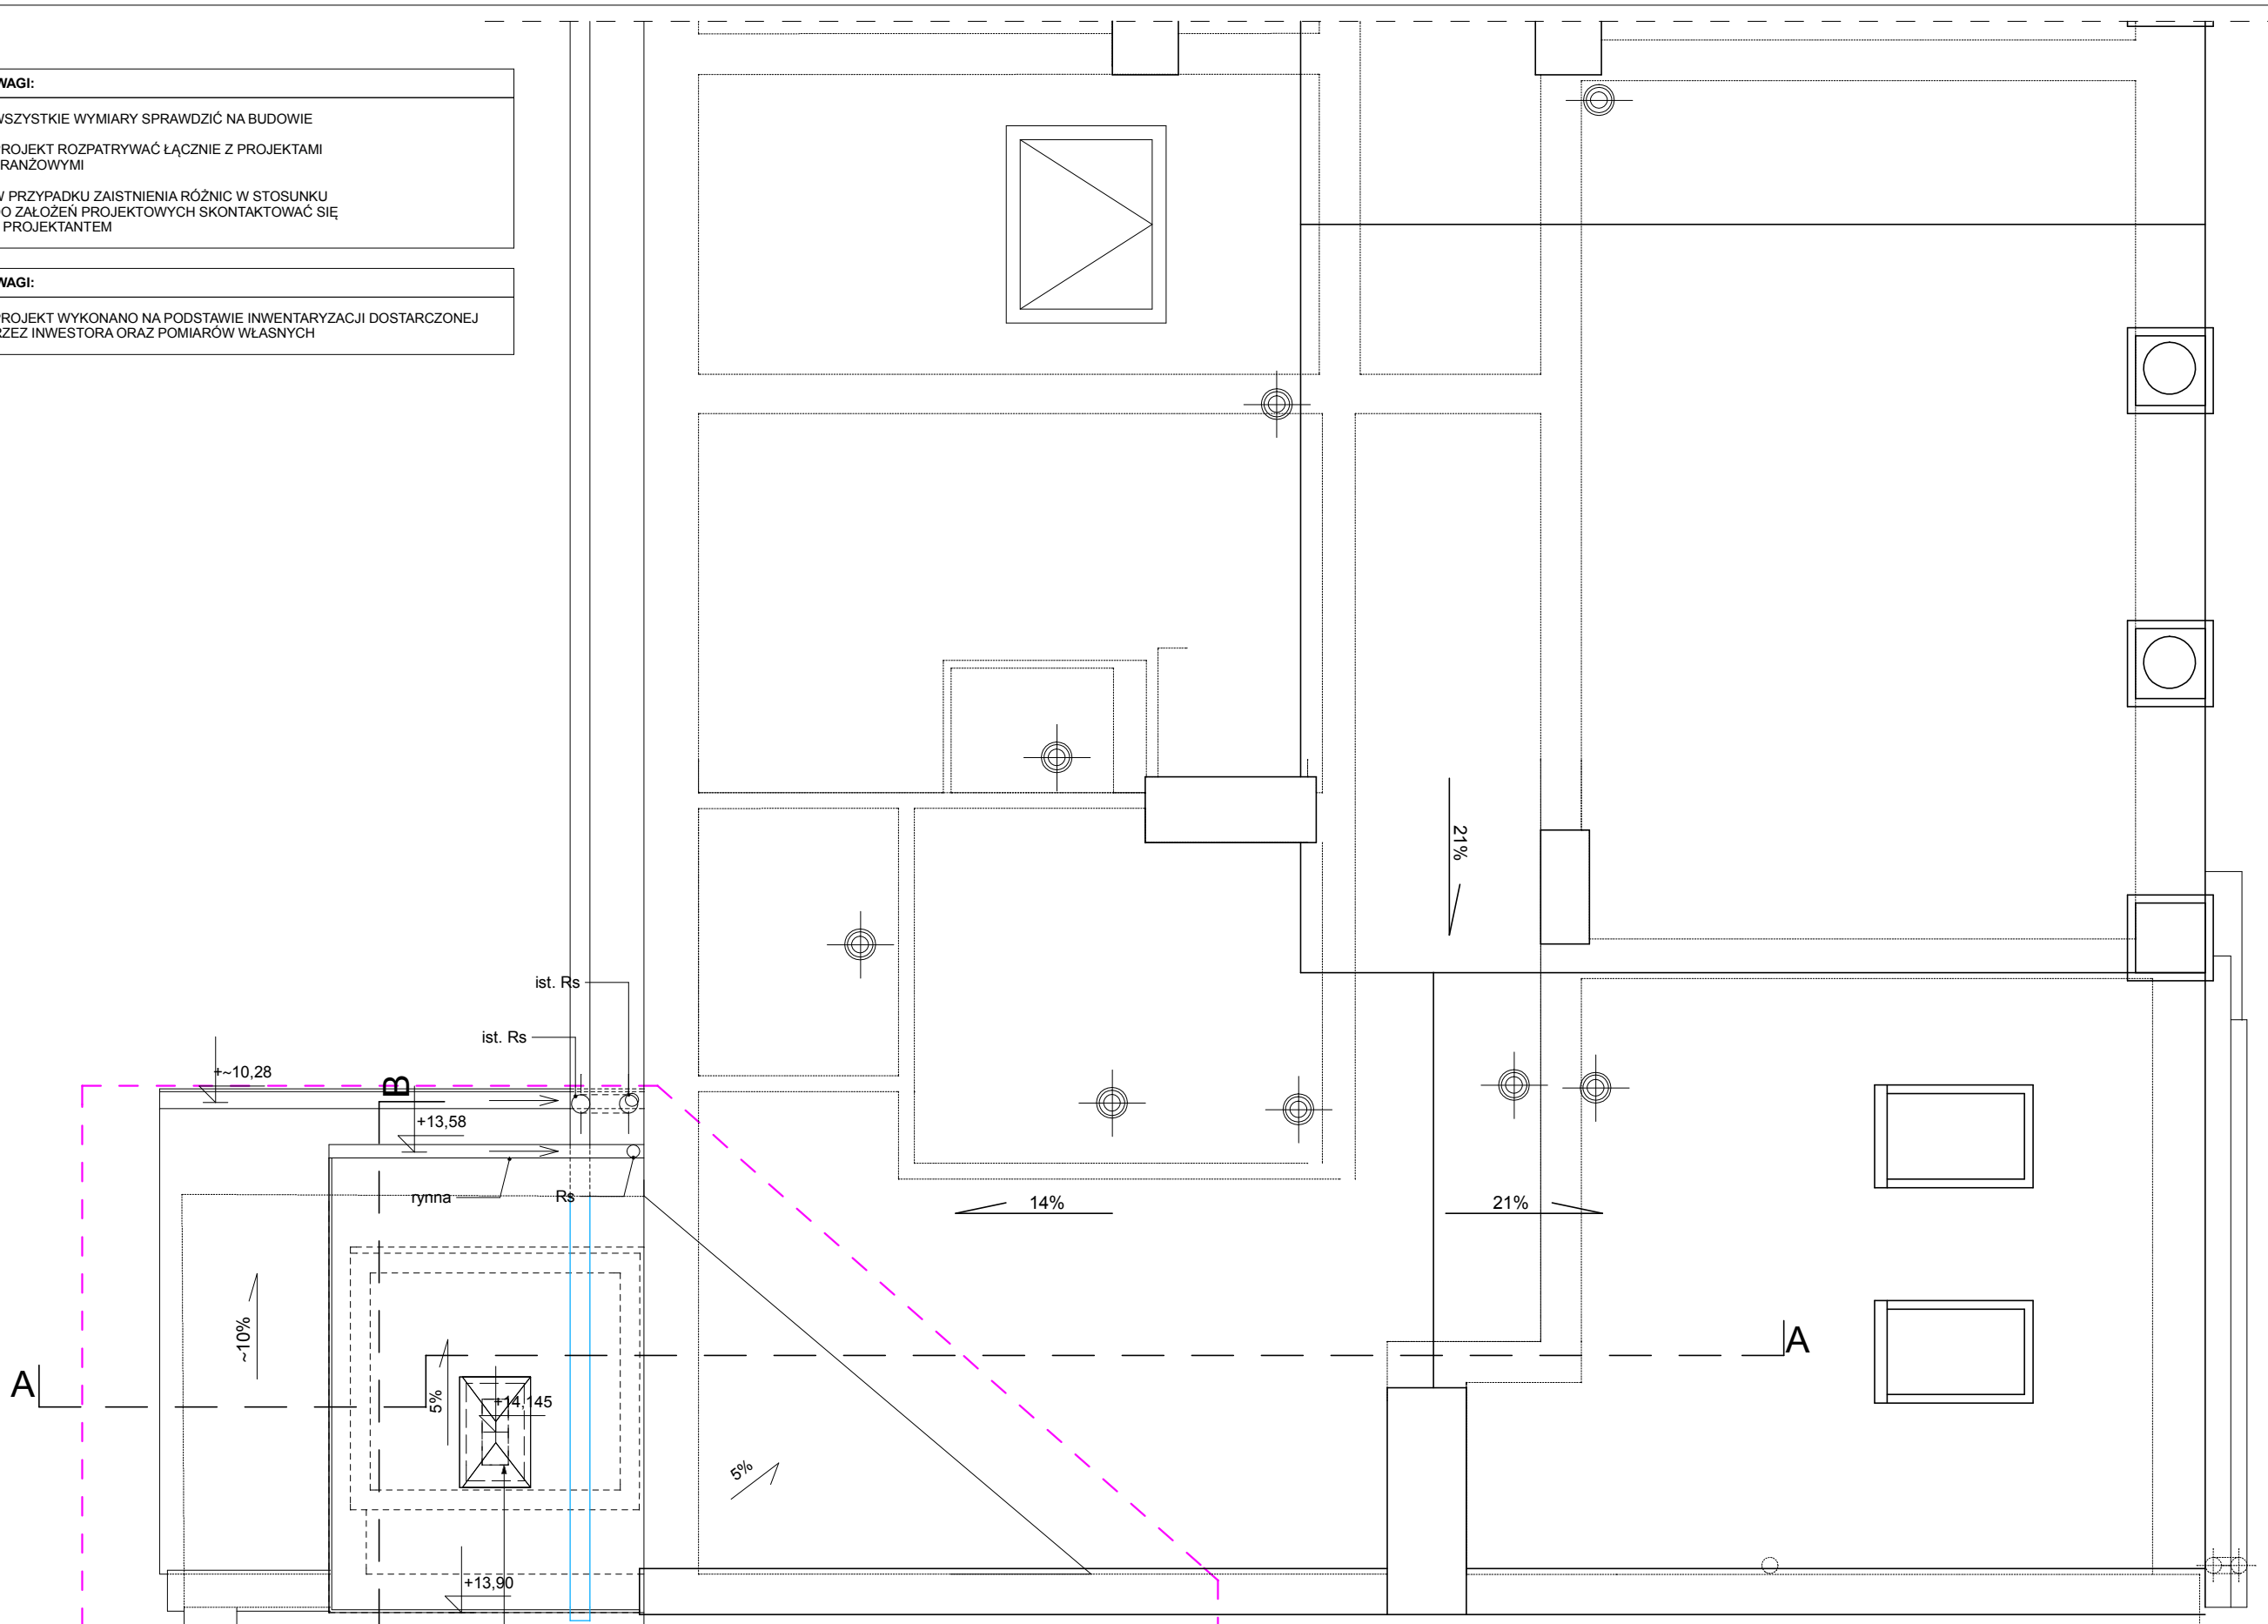 WAGI:
WSZYSTKIE WYMIARY SPRAWDZIĆ NA BUDOWIE
ROJEKT ROZPATRYWAĆ ŁĄCZNIE Z PROJEKTAMI
RANŻOWYMI
W PRZYPADKU ZAISTNIENIA RÓŻNIC W STOSUNKU
O ZAŁOŻEŃ PROJEKTOWYCH SKONTAKTOWAĆ SIĘ
PROJEKTANTEM
WAGI:
ROJEKT WYKONANO NA PODSTAWIE INWENTARYZACJI DOSTARCZONEJ
RZEZ INWESTORA ORAZ POMIARÓW WŁASNYCH
21%
ist. Rs
ist. Rs
+~10,28
B
+13,58
rynna
Rs
14%
21%
~10%
A
A
5%
+14,145
5%
+13,90